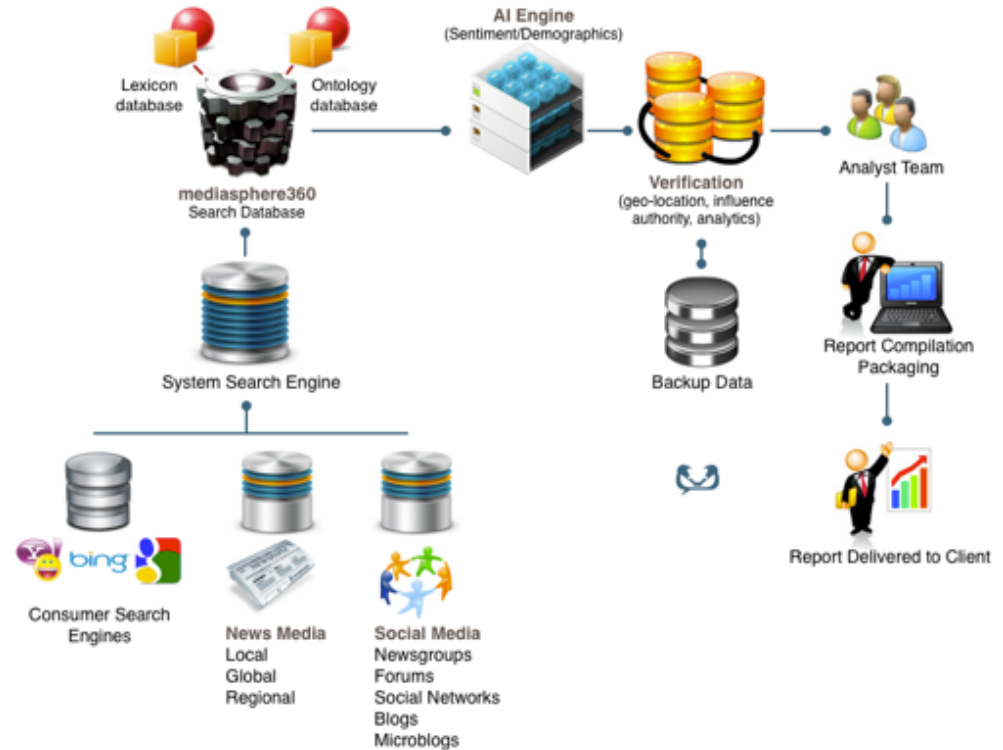 AI Engine
(Sentiment/Demographics)
Lexicon
database
Ontology
database
mediasphere360
Search Database
Verification
(geo-location, influence
authority, analytics)
Analyst Team
System Search Engine
Backup Data
Report Compilation
Packaging
Y!
bing
Consumer Search
Engines
News Media
Local
Global
Regional
Social Media
Newsgroups
Forums
Social Networks
Blogs
Microblogs
Report Delivered to Client